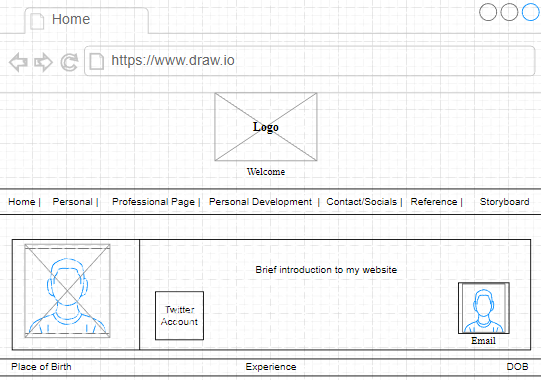 Home
https://www.draw.io
Logo
Welcome
Home | Personal | Professional Page | Personal Development | Contact/Socials | Reference | Storyboard
Brief introduction to my website
Twitter
Account
Email
Place of Birth Experience DOB